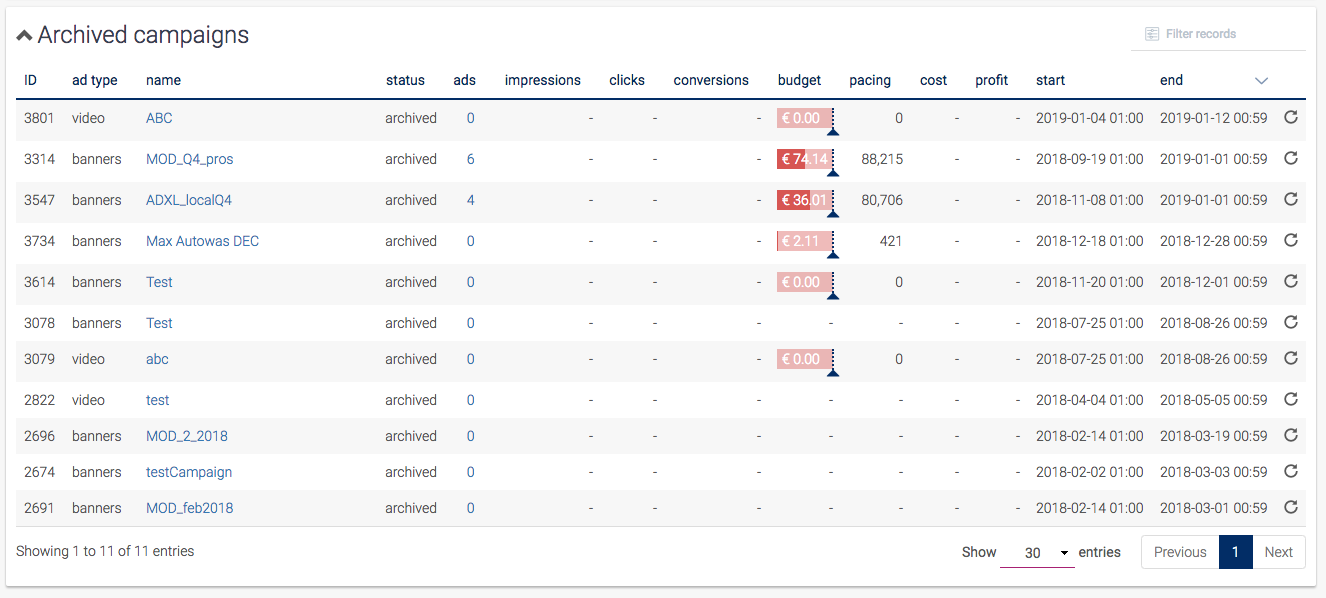 Archived campaigns
Filter records
ID ad type name status ads impressions clicks conversions budget pacing cost profit start end
3801 video ABC archived 0 - - - € 0.00 0 - - 2019-01-04 01:00 2019-01-12 00:59
3314 banners MOD_Q4_pros archived 6 - - - € 74.14 88,215 - - 2018-09-19 01:00 2019-01-01 00:59
3547 banners ADXL_localQ4 archived 4 - - - € 36.01 80,706 - - 2018-11-08 01:00 2019-01-01 00:59
3734 banners Max Autowas DEC archived 0 - - - € 2.11 421 - - 2018-12-18 01:00 2018-12-28 00:59
3614 banners Test archived 0 - - - € 0.00 0 - - 2018-11-20 01:00 2018-12-01 00:59
3078 banners Test archived 0 - - - - - - - 2018-07-25 01:00 2018-08-26 00:59
3079 video abc archived 0 - - - € 0.00 0 - - 2018-07-25 01:00 2018-08-26 00:59
2822 video test archived 0 - - - - - - - 2018-04-04 01:00 2018-05-05 00:59
2696 banners MOD_2_2018 archived 0 - - - - - - - 2018-02-14 01:00 2018-03-19 00:59
2674 banners testCampaign archived 0 - - - - - - - 2018-02-02 01:00 2018-03-03 00:59
2691 banners MOD_feb2018 archived 0 - - - - - - - 2018-02-14 01:00 2018-03-01 00:59
Showing 1 to 11 of 11 entries
Show 30 entries Previous 1 Next